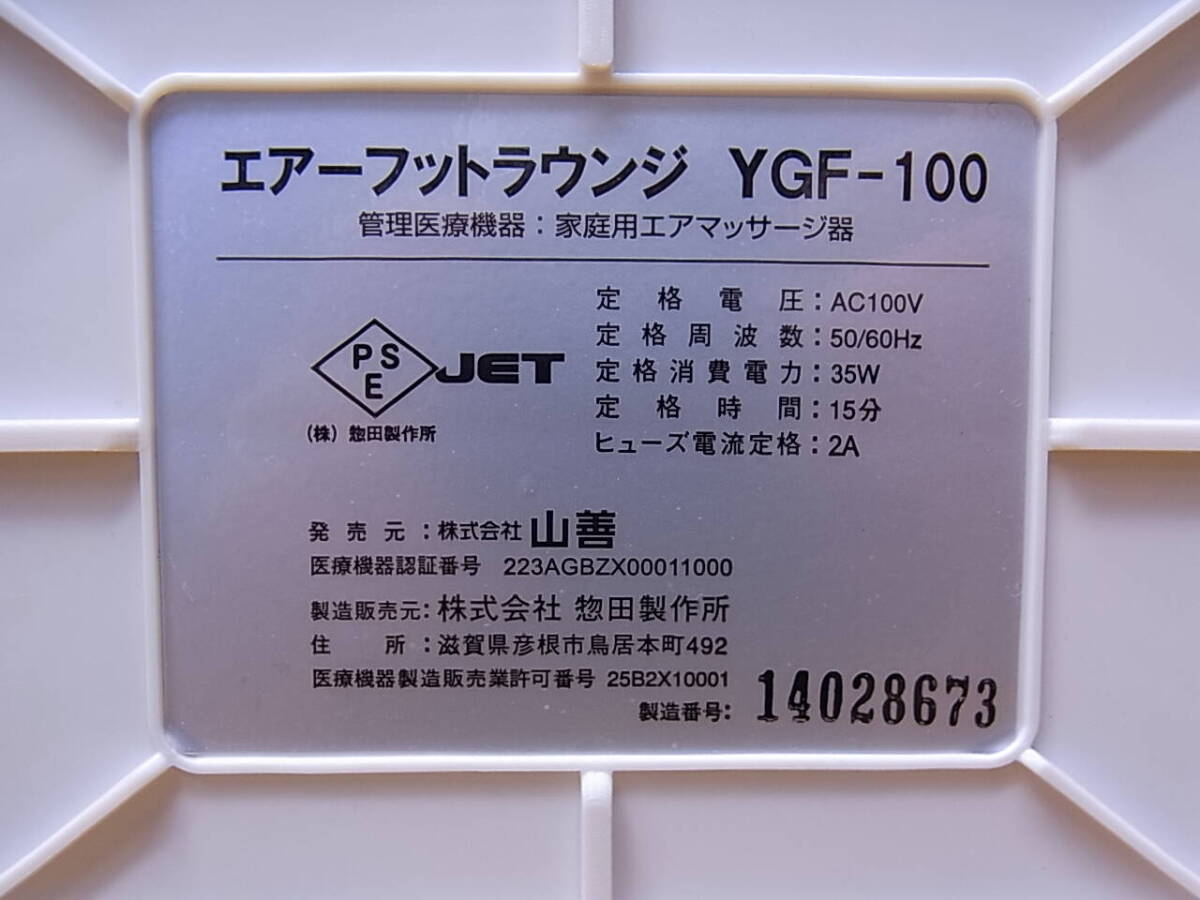 エアーフットラウンジ YGF-100
管理医療機器：家庭用エアマッサージ器
定格電圧：AC100V
定格周波数：50/60Hz
定格消費電力：35W
定格時間：15分
ヒューズ電流定格：2A
PSE JET
（株）惣田製作所
発売元：株式会社 山善
医療機器認証番号 223AGBZX00011000
製造販売元：株式会社 惣田製作所
住所：滋賀県彦根市鳥居本町492
医療機器製造販売業許可番号 25B2X10001
製造番号：14028673